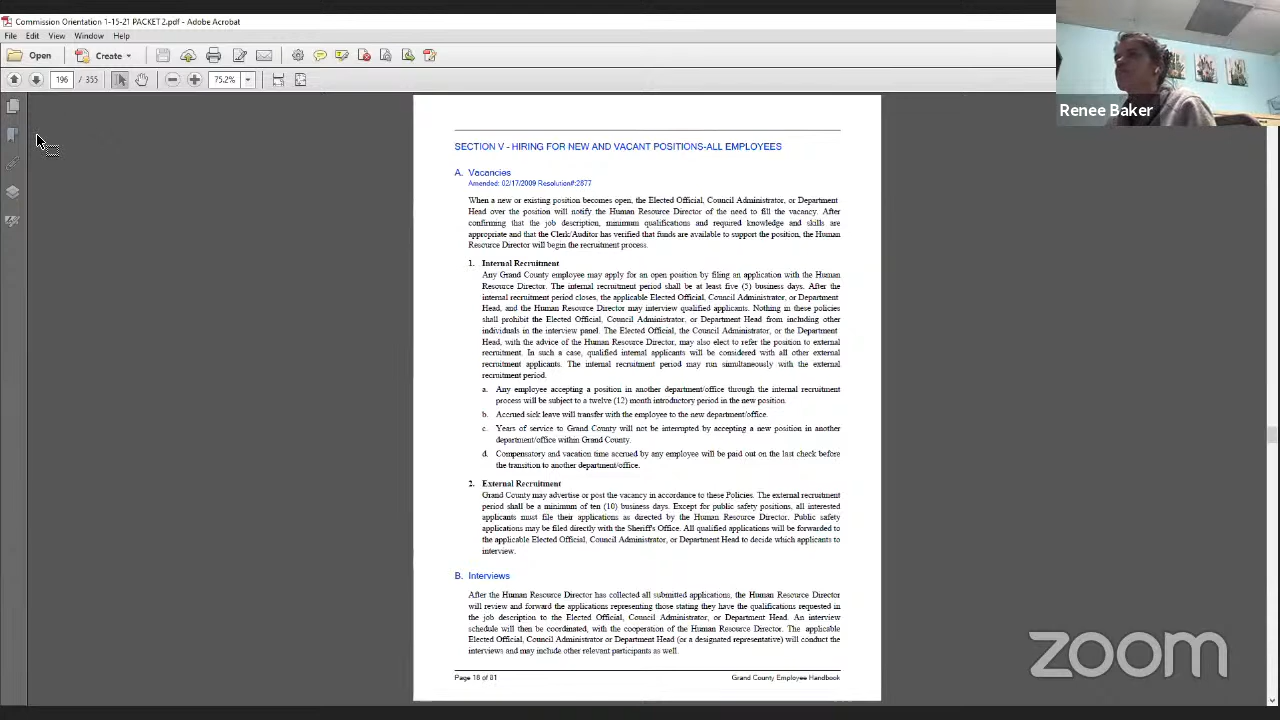 Commission Orientation 1-15-21 PACKET 2.pdf - Adobe Acrobat
File Edit View Window Help
Open Create
196 / 355 75.2%
Renee Baker
SECTION V - HIRING FOR NEW AND VACANT POSITIONS-ALL EMPLOYEES
A. Vacancies
Amended: 02/17/2009 Resolution#:2877
When a new or existing position becomes open, the Elected Official, Council Administrator, or Department
Head over the position will notify the Human Resource Director of the need to fill the vacancy. After
confirming that the job description, minimum qualifications and required knowledge and skills are
appropriate and that the Clerk/Auditor has verified that funds are available to support the position, the Human
Resource Director will begin the recruitment process.
1. Internal Recruitment
Any Grand County employee may apply for an open position by filing an application with the Human
Resource Director. The internal recruitment period shall be at least five (5) business days. After the
internal recruitment period closes, the applicable Elected Official, Council Administrator, or Department
Head, and the Human Resource Director may interview qualified applicants. Nothing in these policies
shall prohibit the Elected Official, Council Administrator, or Department Head from including other
individuals in the interview panel. The Elected Official, the Council Administrator, or the Department
Head, with the advice of the Human Resource Director, may also elect to refer the position to external
recruitment. In such a case, qualified internal applicants will be considered with all other external
recruitment applicants. The internal recruitment period may run simultaneously with the external
recruitment period.
a. Any employee accepting a position in another department/office through the internal recruitment
process will be subject to a twelve (12) month introductory period in the new position.
b. Accrued sick leave will transfer with the employee to the new department/office.
c. Years of service to Grand County will not be interrupted by accepting a new position in another
department/office within Grand County.
d. Compensatory and vacation time accrued by any employee will be paid out on the last check before
the transition to another department/office.
2. External Recruitment
Grand County may advertise or post the vacancy in accordance to these Policies. The external recruitment
period shall be a minimum of ten (10) business days. Except for public safety positions, all interested
applicants must file their applications as directed by the Human Resource Director. Public safety
applications may be filed directly with the Sheriff's Office. All qualified applications will be forwarded to
the applicable Elected Official, Council Administrator, or Department Head to decide which applicants to
interview.
B. Interviews
After the Human Resource Director has collected all submitted applications, the Human Resource Director
will review and forward the applications representing those stating they have the qualifications requested in
the job description to the Elected Official, Council Administrator, or Department Head. An interview
schedule will then be coordinated, with the cooperation of the Human Resource Director. The applicable
Elected Official, Council Administrator or Department Head (or a designated representative) will conduct the
interviews and may include other relevant participants as well.
Page 18 of 81 Grand County Employee Handbook
zoom